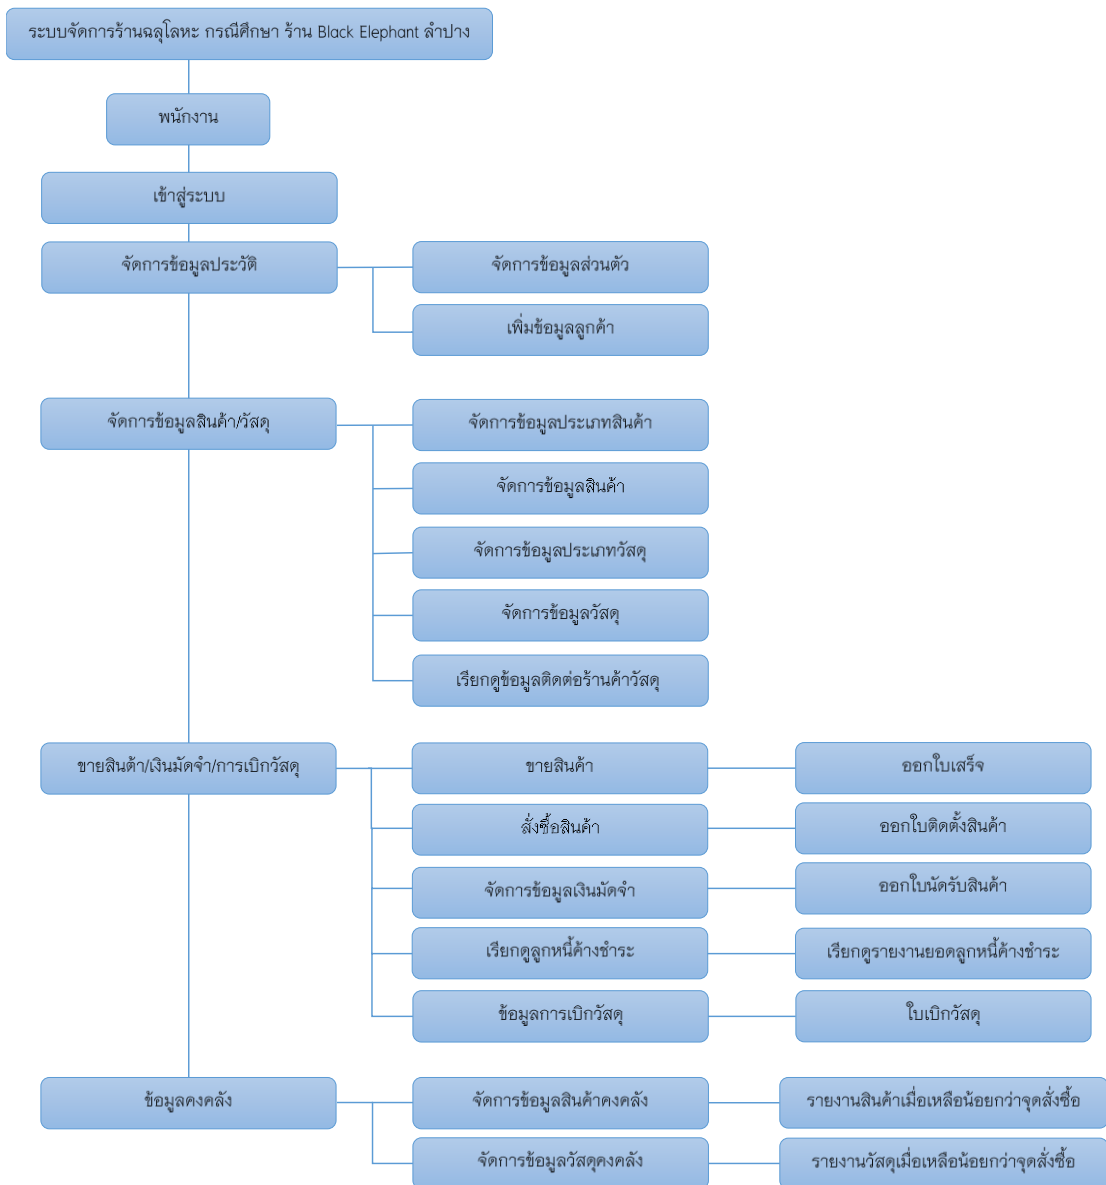 ระบบจัดการร้านฉลุโลหะ กรณีศึกษา ร้าน Black Elephant ลำปาง
พนักงาน
เข้าสู่ระบบ
จัดการข้อมูลประวัติ
จัดการข้อมูลส่วนตัว
เพิ่มข้อมูลลูกค้า
จัดการข้อมูลสินค้า/วัสดุ
จัดการข้อมูลประเภทสินค้า
จัดการข้อมูลสินค้า
จัดการข้อมูลประเภทวัสดุ
จัดการข้อมูลวัสดุ
เรียกดูข้อมูลติดต่อร้านค้าวัสดุ
ขายสินต้า/เงินมัดจำ/การเบิกวัสดุ
ขายสินค้า
ออกใบเสร็จ
สั่งซื้อสินค้า
ออกใบติดตั้งสินค้า
จัดการข้อมูลเงินมัดจำ
ออกใบนัดรับสินค้า
เรียกดูลูกหนี้ค้างชำระ
เรียกดูรายงานยอดลูกหนี้ค้างชำระ
ข้อมูลการเบิกวัสดุ
ใบเบิกวัสดุ
ข้อมูลคงคลัง
จัดการข้อมูลสินค้าคงคลัง
รายงานสินค้าเมื่อเหลือน้อยกว่าจุดสั่งซื้อ
จัดการข้อมูลวัสดุคงคลัง
รายงานวัสดุเมื่อเหลือน้อยกว่าจุดสั่งซื้อ